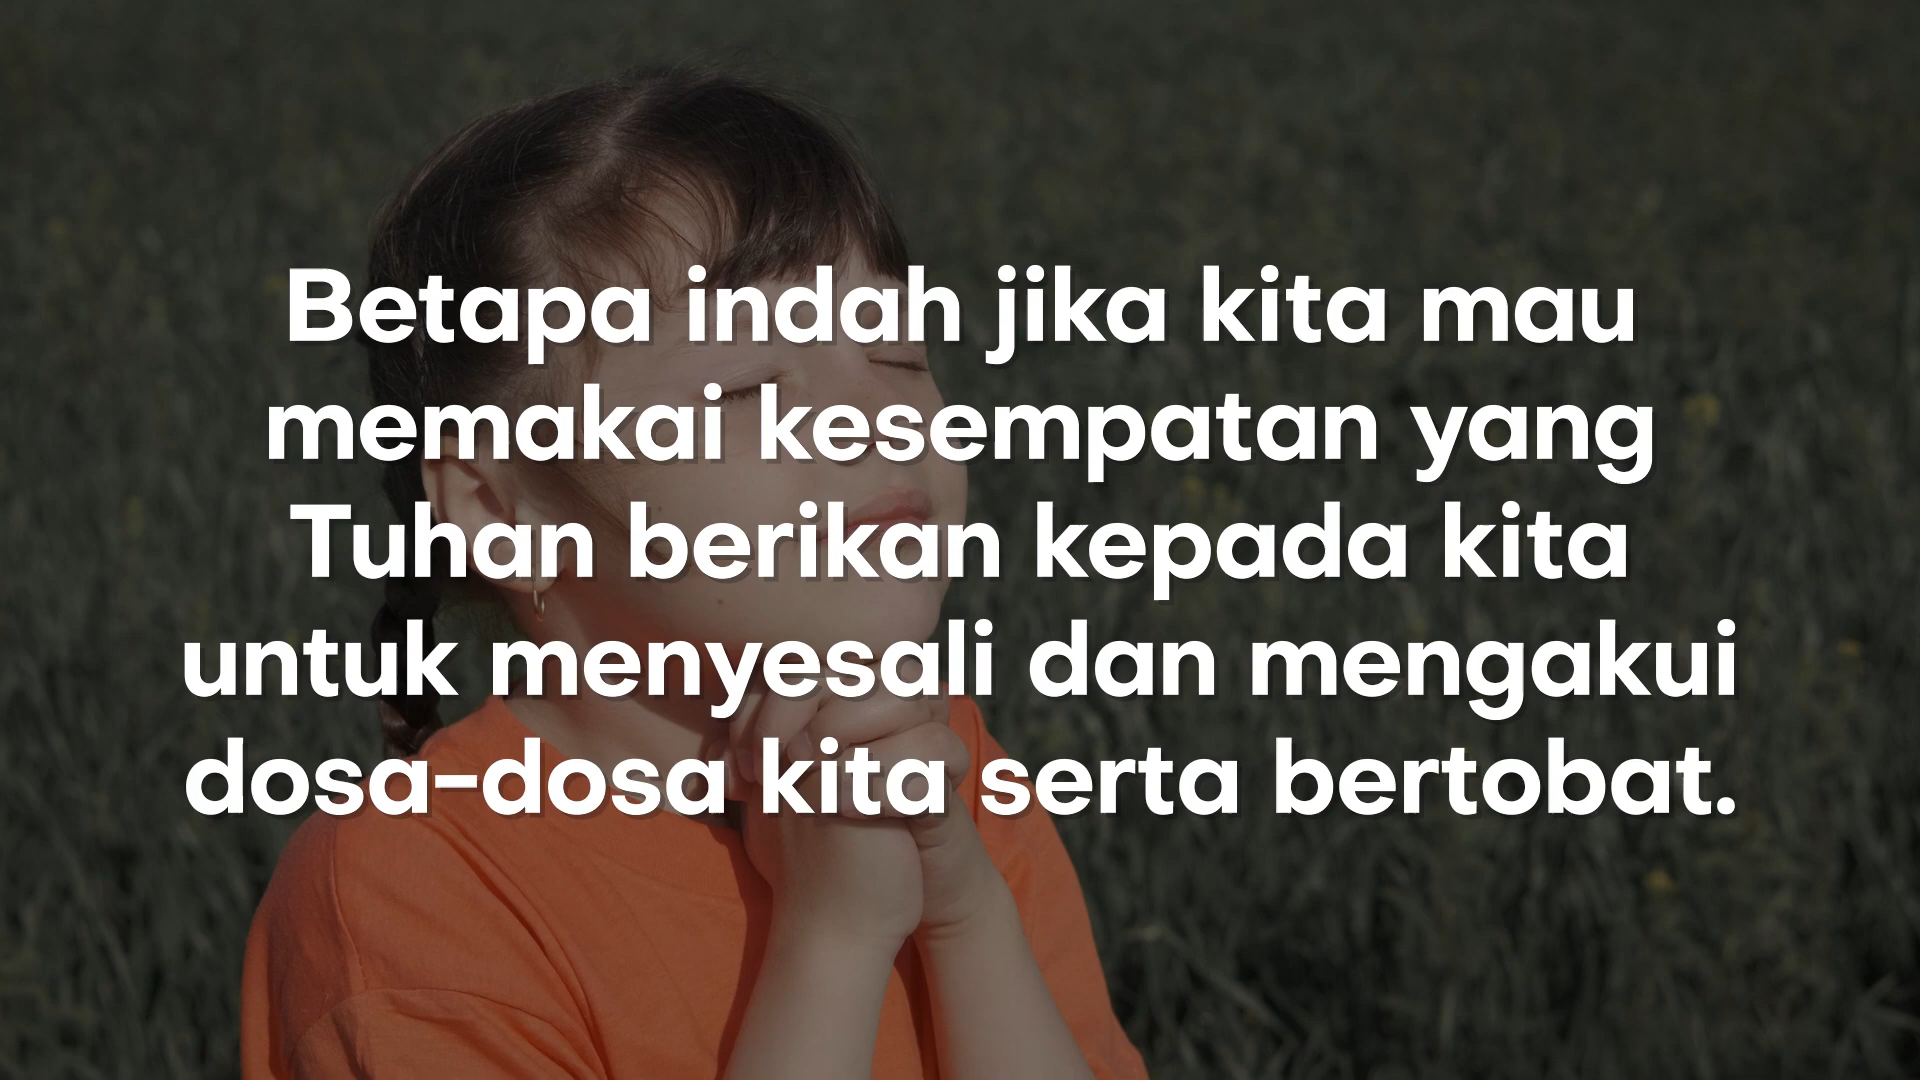 Betapa indah jika kita mau
memakai kesempatan yang
Tuhan berikan kepada kita
untuk menyesali dan mengakui
dosa-dosa kita serta bertobat.